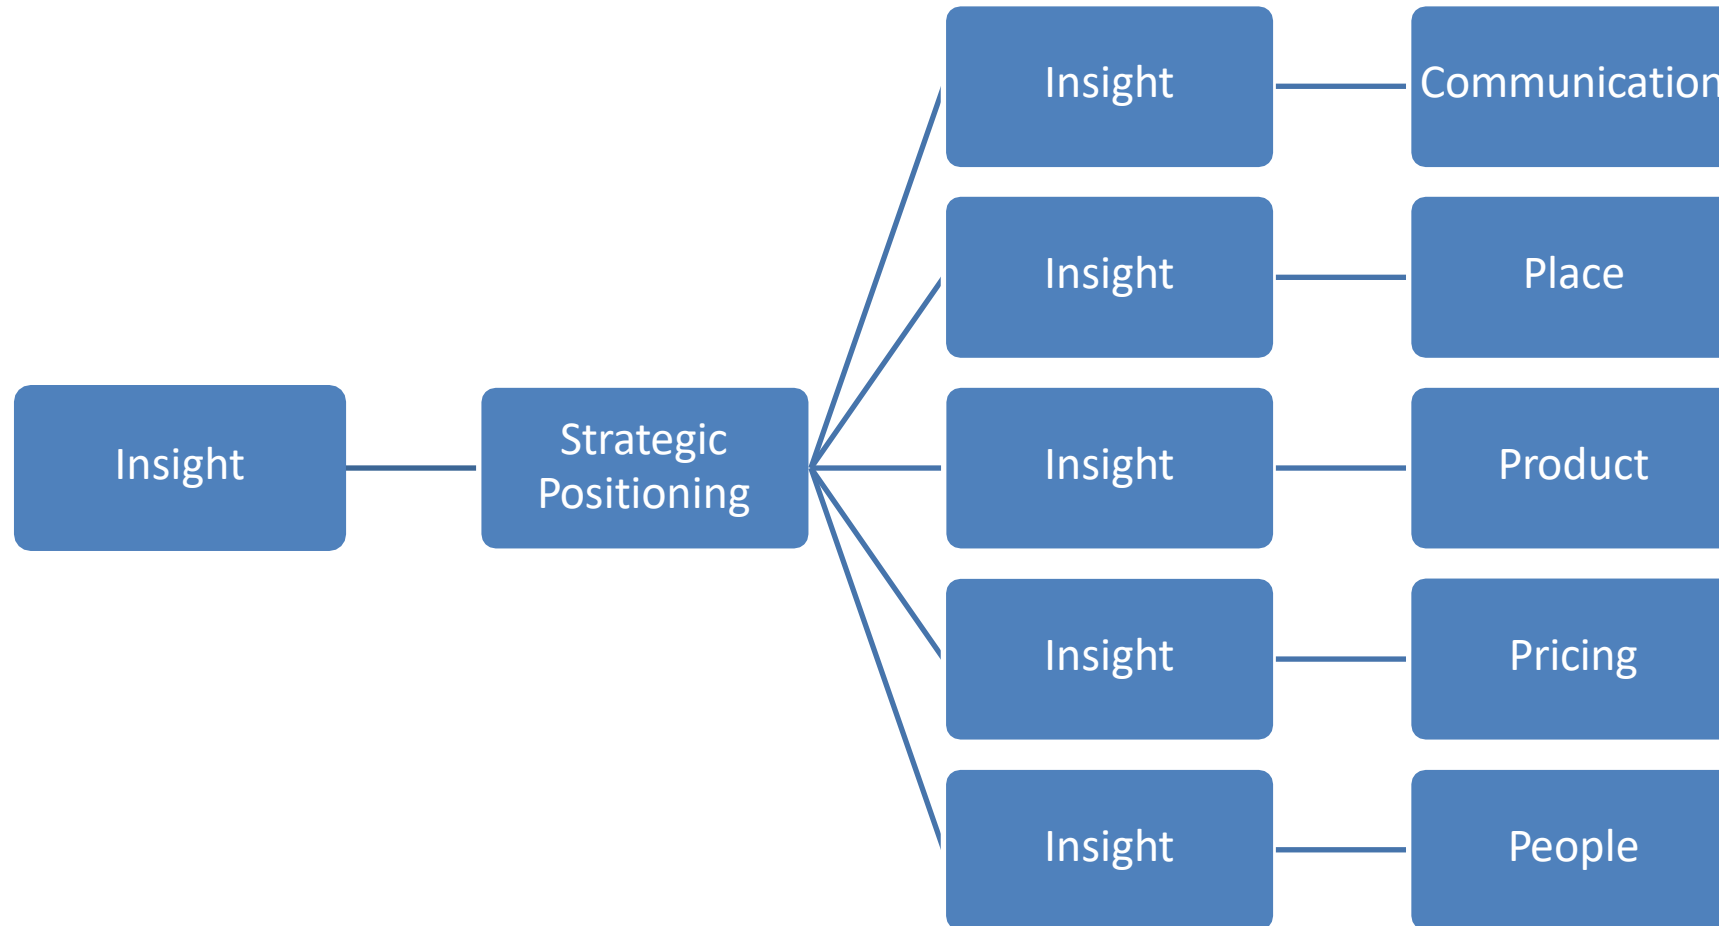 Insight
Strategic
Positioning
Insight
Communication
Insight
Place
Insight
Product
Insight
Pricing
Insight
People